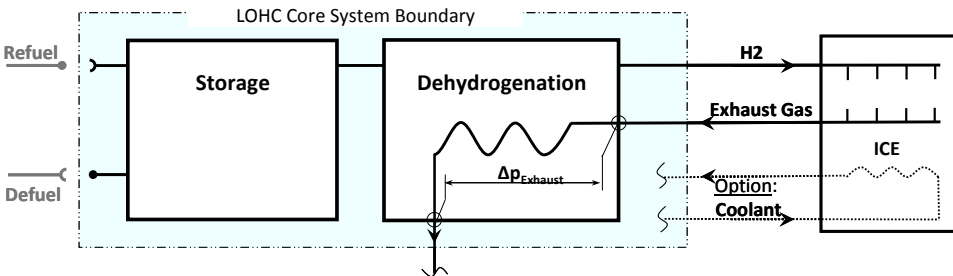 LOHC Core System Boundary
Refuel
Storage
Dehydrogenation
H2
Exhaust Gas
ICE
Δp_Exhaust
Defuel
Option:
Coolant